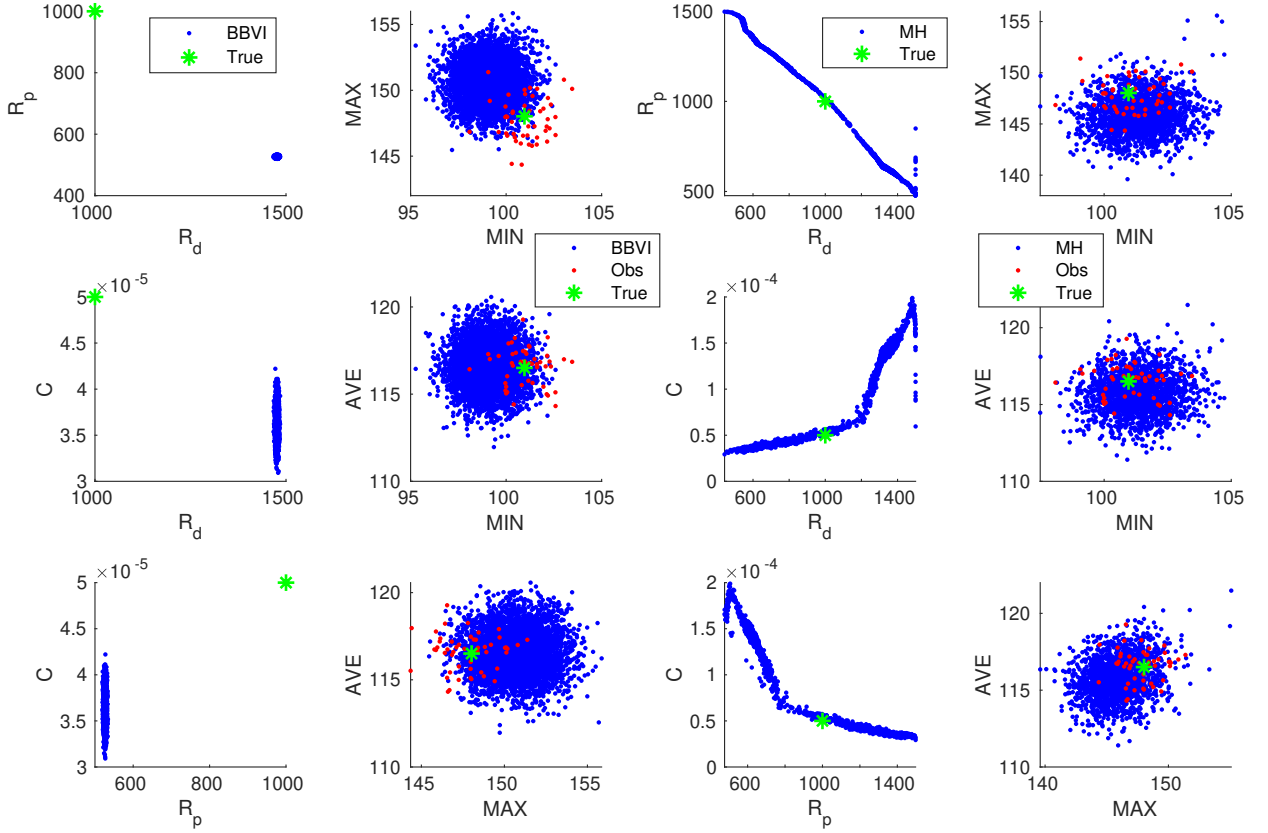 1000
800
600
400
R_p
1000
1500
R_d
BBVI
True
155
150
145
MAX
95
100
105
MIN
1500
1000
500
R_p
600
1000
1400
R_d
MH
True
155
150
145
140
MAX
100
105
MIN
× 10^-5
5
4.5
4
3.5
3
C
1000
1500
R_d
BBVI
Obs
True
120
115
110
AVE
95
100
105
MIN
× 10^-4
2
1.5
1
0.5
0
C
600
1000
1400
R_d
MH
Obs
True
120
115
110
AVE
100
105
MIN
× 10^-5
5
4.5
4
3.5
3
C
600
800
1000
R_p
120
115
110
AVE
145
150
155
MAX
× 10^-4
2
1.5
1
0.5
0
C
600
1000
1400
R_p
120
115
110
AVE
140
150
MAX